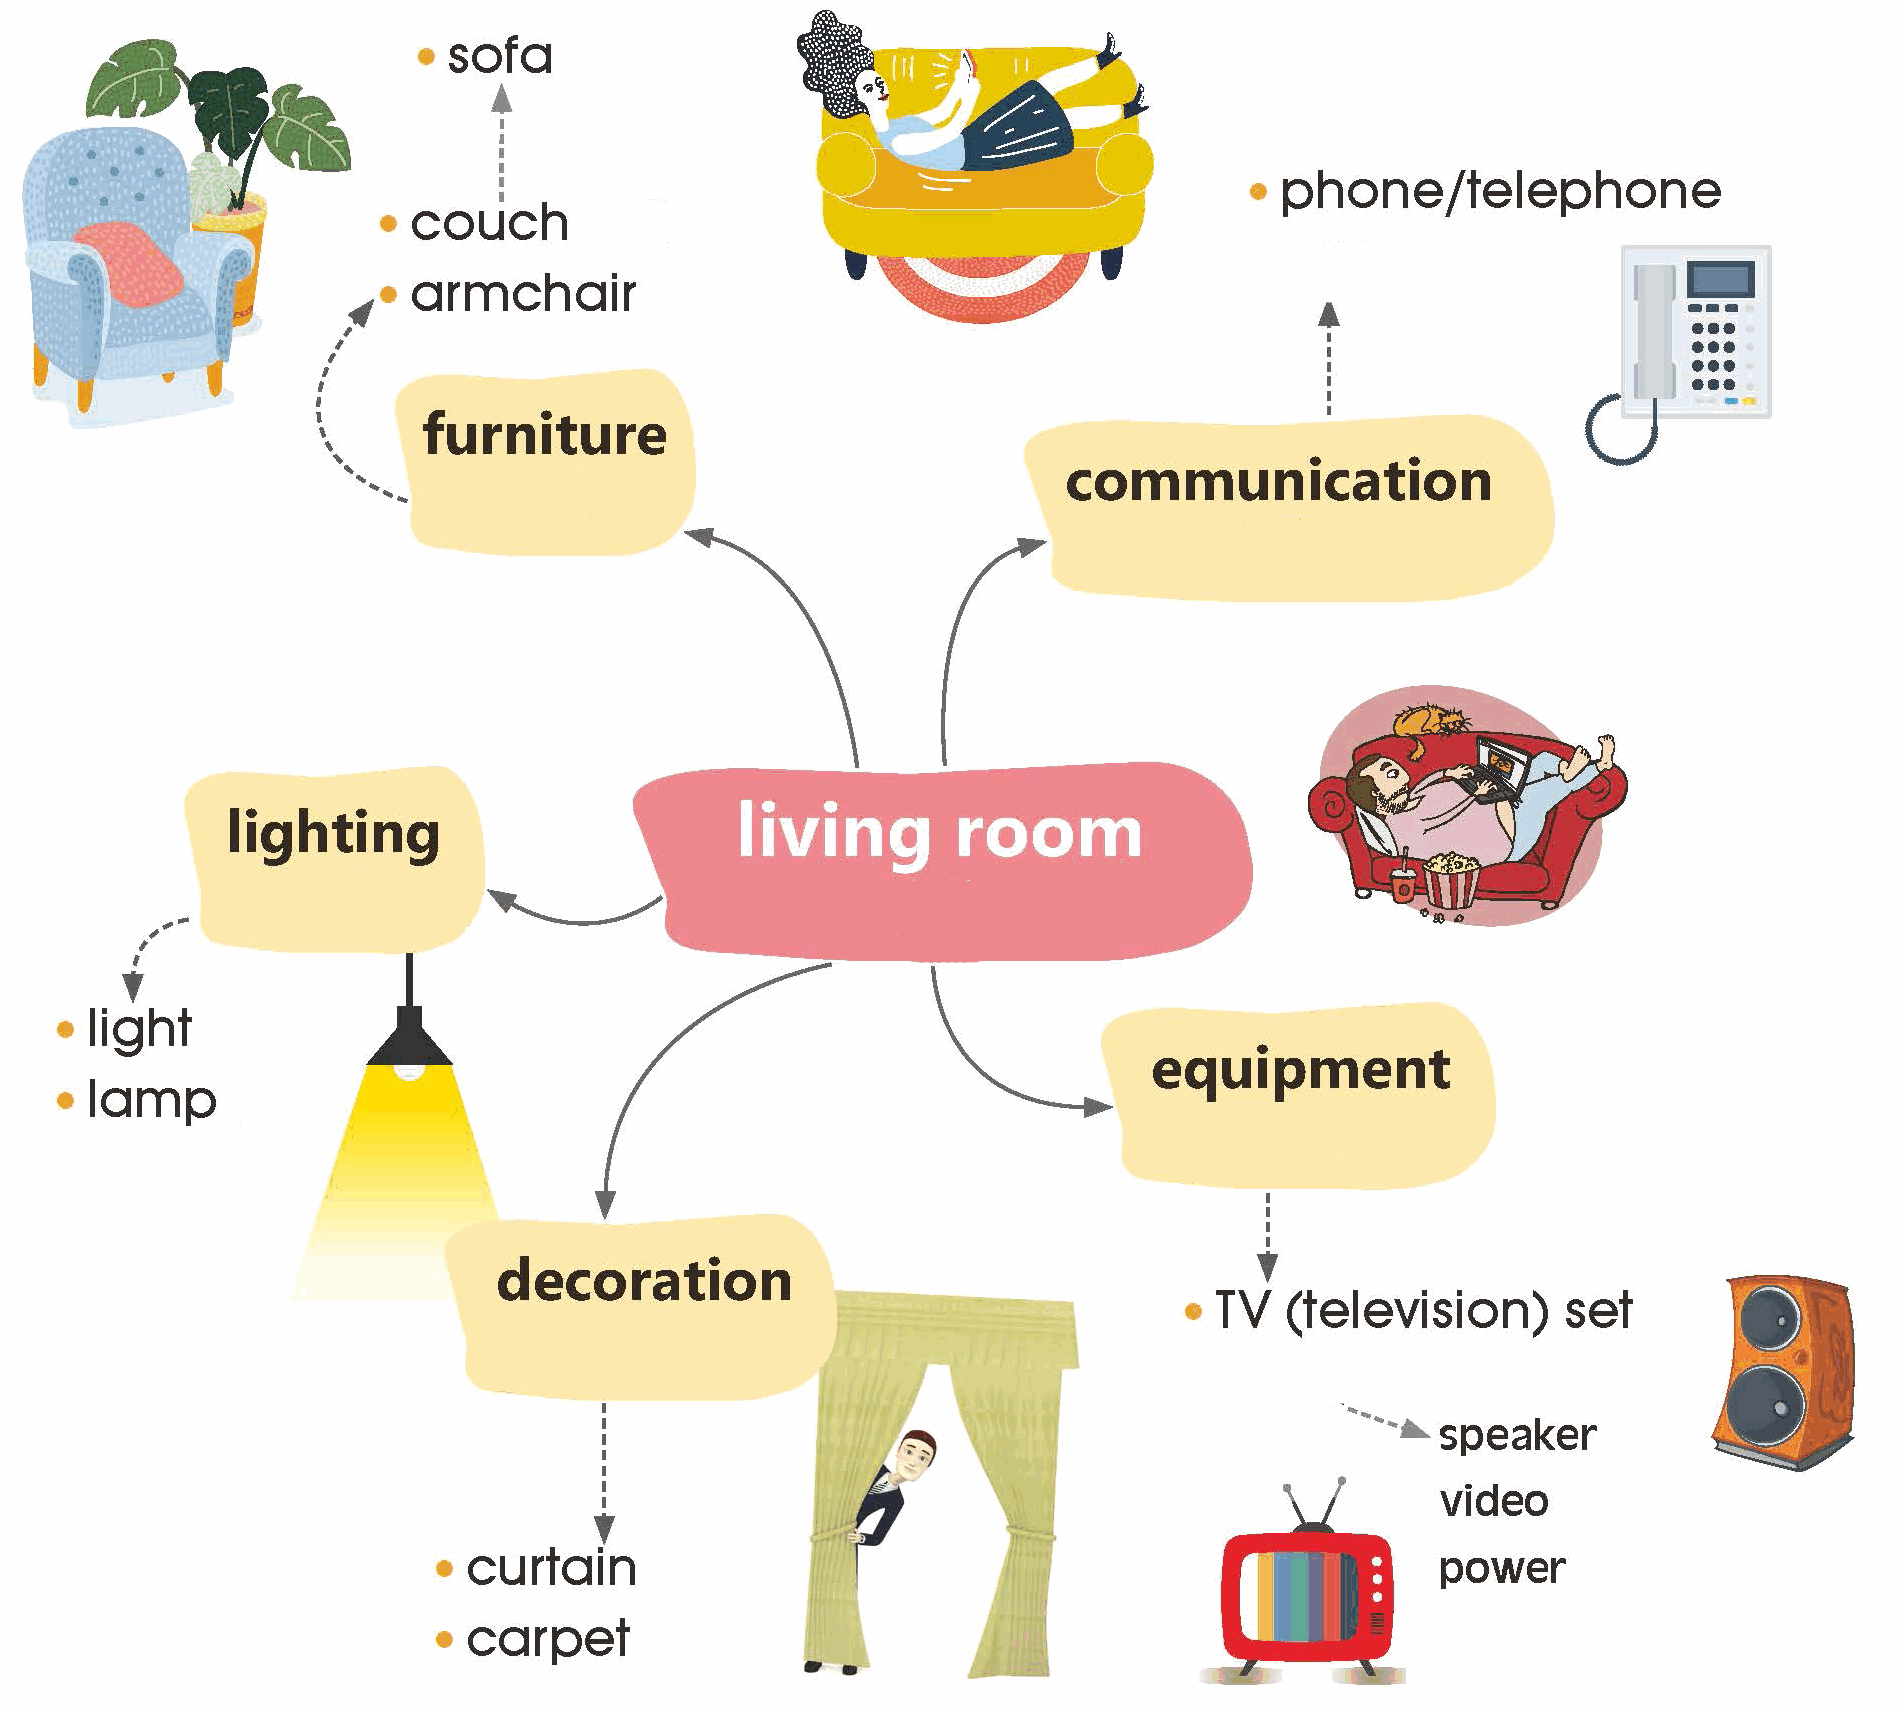 sofa
couch
armchair
furniture
phone/telephone
communication
living room
lighting
light
lamp
decoration
curtain
carpet
equipment
TV (television) set
speaker
video
power